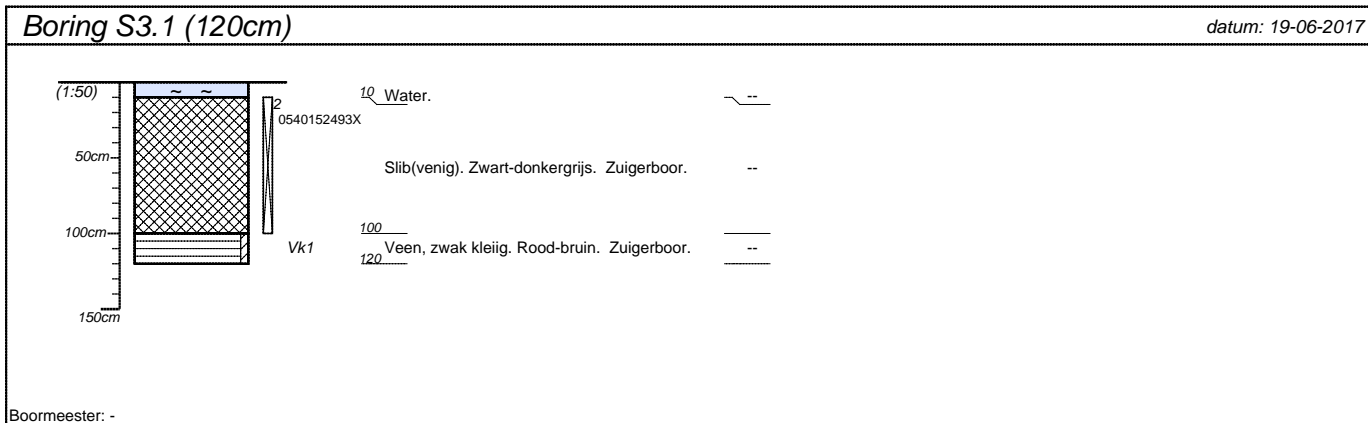 Boring S3.1 (120cm) datum: 19-06-2017
(1:50) ~ ~ 10 Water. --
2
0540152493X
50cm Slib(venig). Zwart-donkergrijs. Zuigerboor. --
100cm 100
Vk1 Veen, zwak kleiig. Rood-bruin. Zuigerboor. --
120
150cm
Boormeester: -